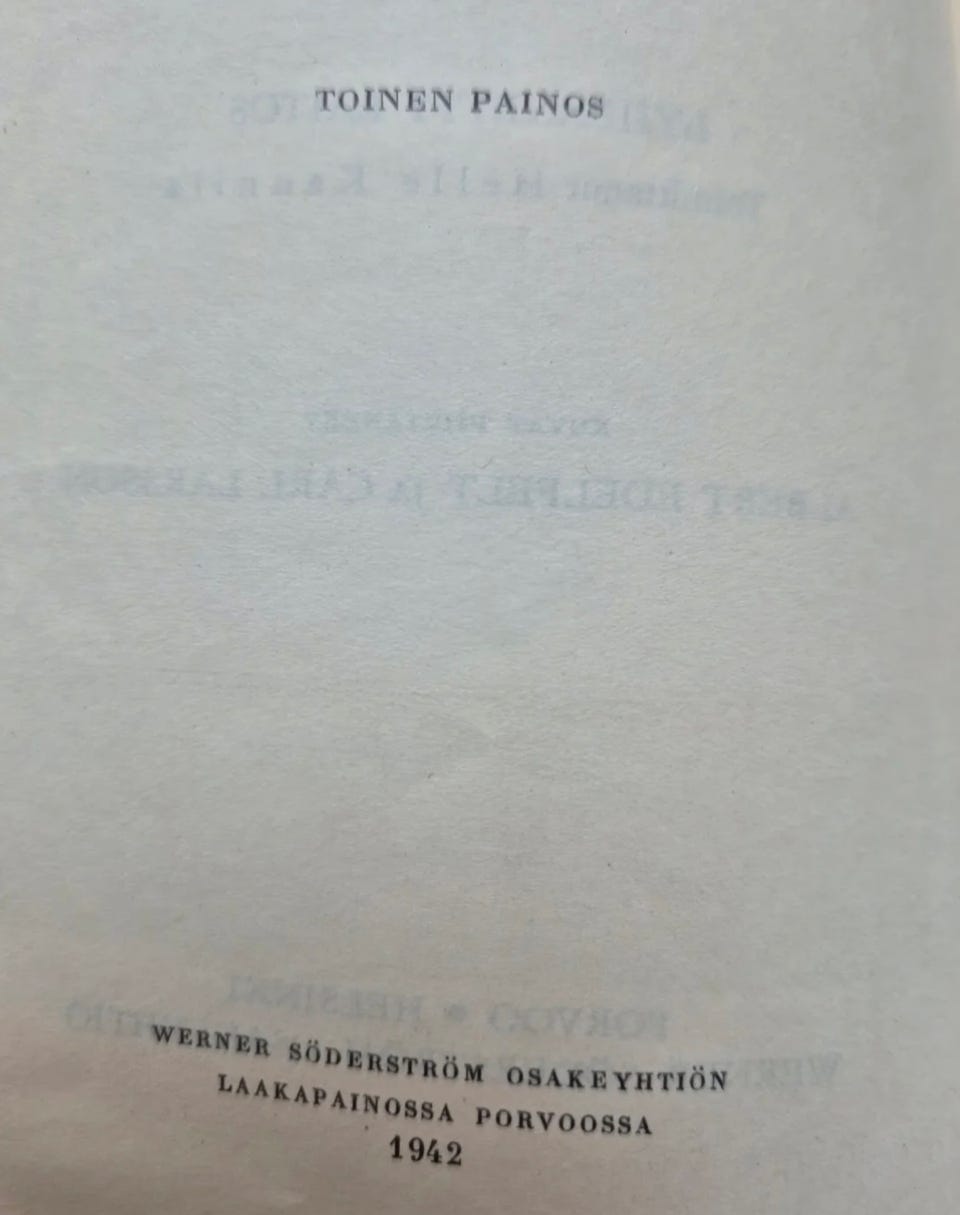 TOINEN PAINOS
WERNER SÖDERSTRÖM OSAKEYHTIÖN
LAAKAPAINOSSA PORVOOSSA
1942